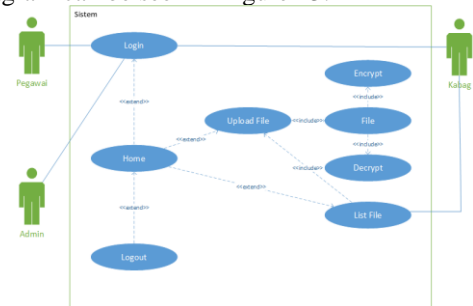 Sistem
Login
Pegawai
Kabag
Encrypt
<<extend>>
<<include>>
Upload File
<<include>>
File
<<extend>>
<<include>>
Home
<<include>>
Decrypt
<<extend>>
<<extend>>
List File
Admin
Logout